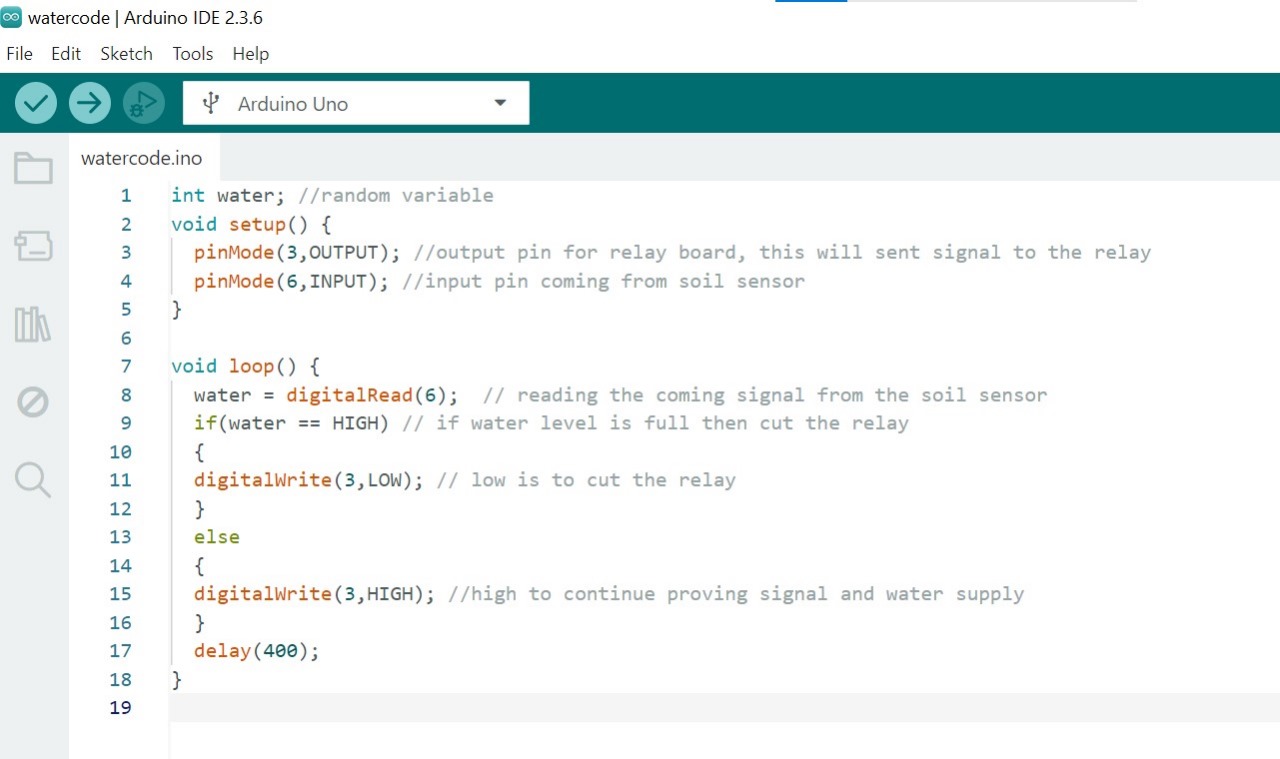 watercode | Arduino IDE 2.3.6
File Edit Sketch Tools Help
Arduino Uno
watercode.ino
1 int water; //random variable
2 void setup() {
3 pinMode(3,OUTPUT); //output pin for relay board, this will sent signal to the relay
4 pinMode(6,INPUT); //input pin coming from soil sensor
5 }
6
7 void loop() {
8 water = digitalRead(6);  // reading the coming signal from the soil sensor
9 if(water == HIGH) // if water level is full then cut the relay
10 {
11 digitalWrite(3,LOW); // low is to cut the relay
12 }
13 else
14 {
15 digitalWrite(3,HIGH); //high to continue proving signal and water supply
16 }
17 delay(400);
18 }
19